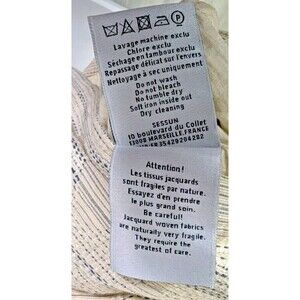 P
Lavage machine exclu
Chlore exclu
Séchage en tambour exclu
Repassage délicat sur l'envers
Nettoyage à sec uniquement
Do not wash
Do not bleach
No tumble dry
Soft iron inside out
Dry cleaning
SESSUN
10 boulevard du Collet
13008 MARSEILLE.FRANCE
Attention!
Les tissus jacquards
sont fragiles par nature.
Essayez d'en prendre
le plus grand soin.
Be careful!
Jacquard woven fabrics
are naturally very fragile.
They require the
greatest of care.